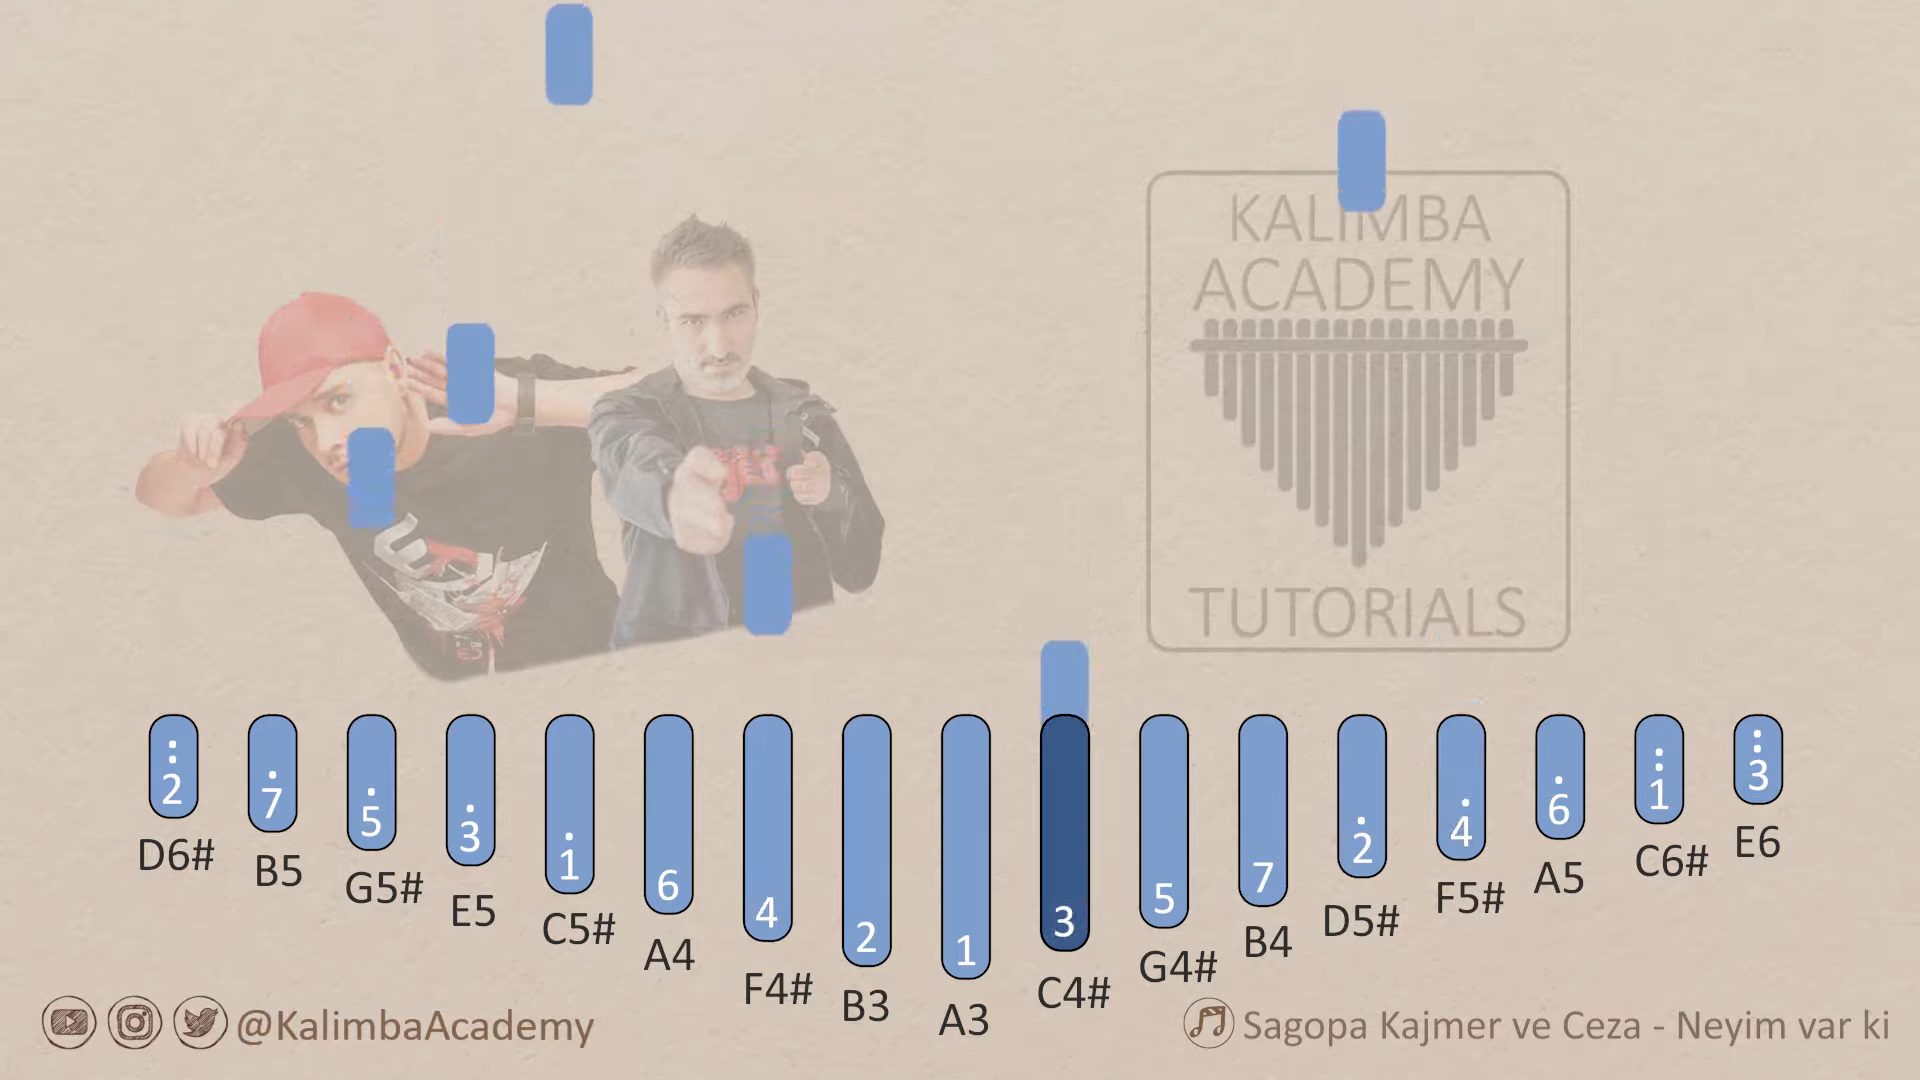 KALIMBA
ACADEMY
TUTORIALS
2 7 5 3 1 6 4 2 1 3 5 7 2 4 6 1 3
D6# B5 G5# E5 C5# A4 F4# B3 A3 C4# G4# B4 D5# F5# A5 C6# E6
@KalimbaAcademy
Sagopa Kajmer ve Ceza - Neyim var ki